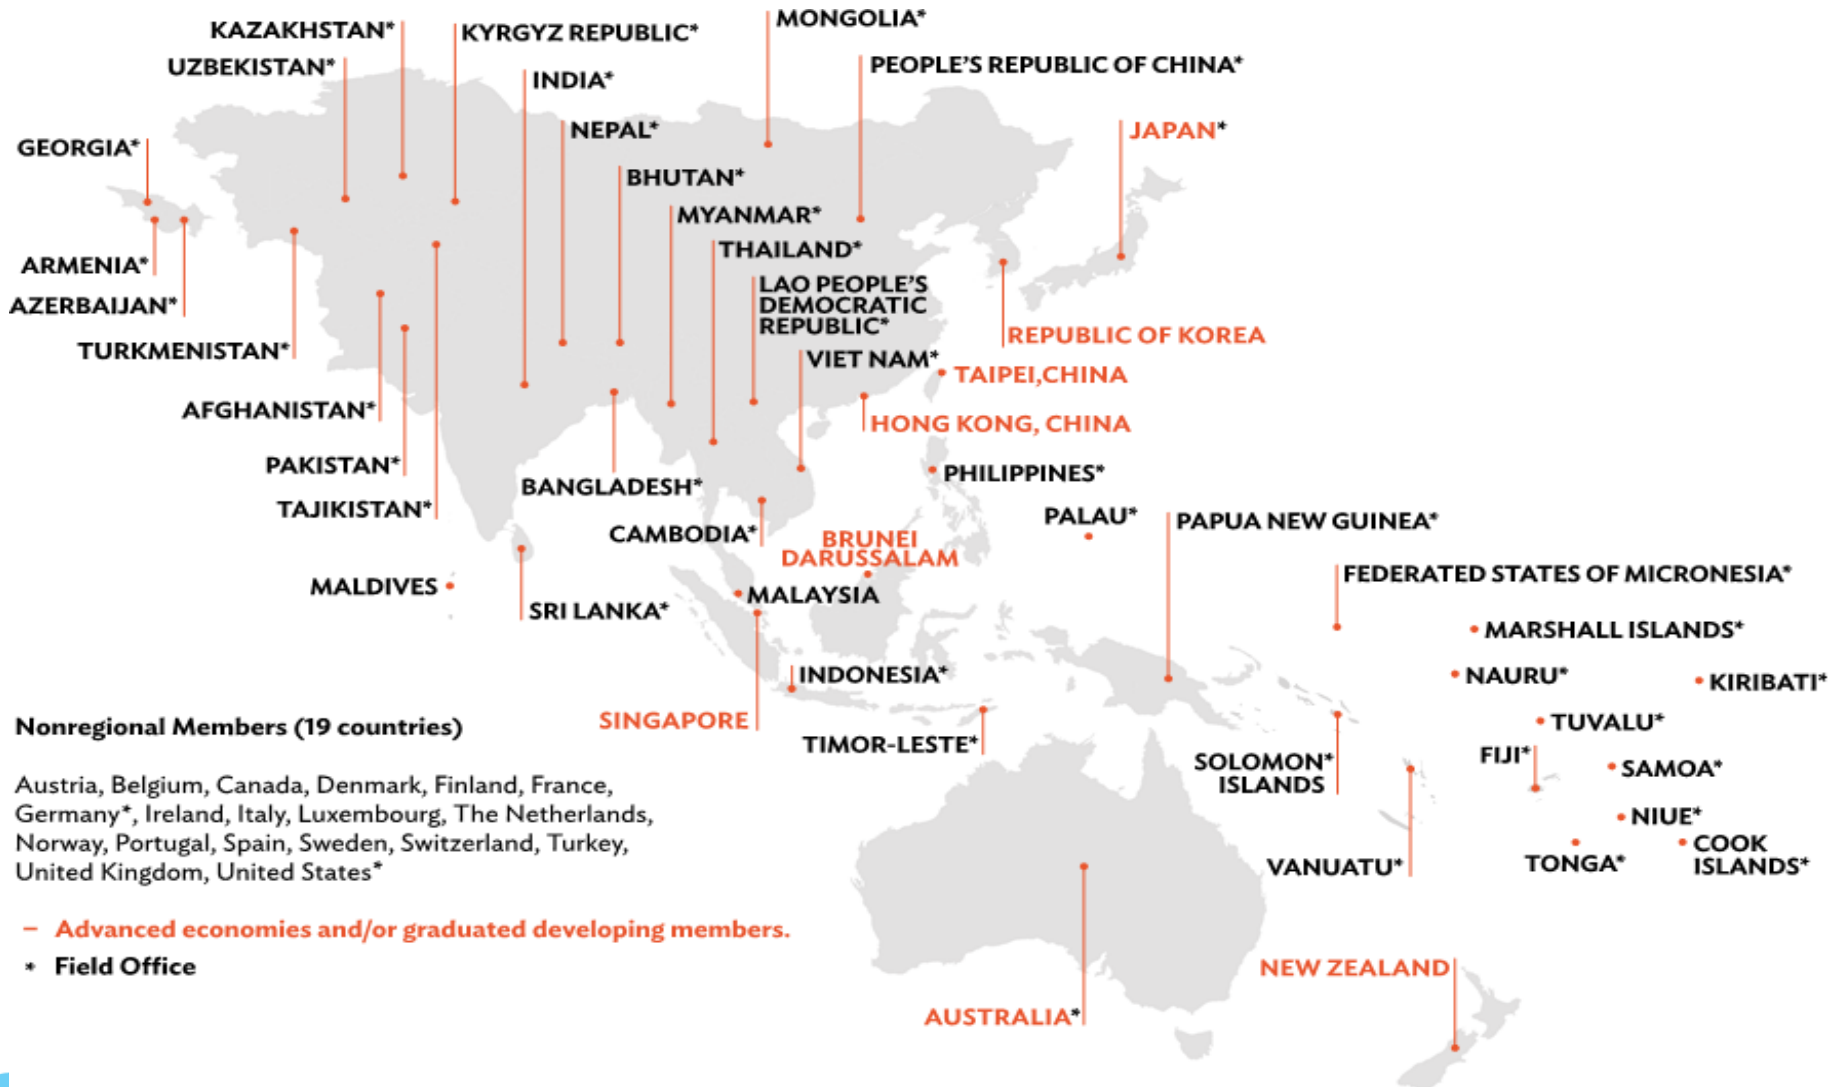 KAZAKHSTAN*
KYRGYZ REPUBLIC*
MONGOLIA*
UZBEKISTAN*
INDIA*
PEOPLE'S REPUBLIC OF CHINA*
NEPAL*
JAPAN*
GEORGIA*
BHUTAN*
MYANMAR*
THAILAND*
ARMENIA*
LAO PEOPLE'S
DEMOCRATIC
REPUBLIC*
AZERBAIJAN*
TURKMENISTAN*
VIET NAM*
REPUBLIC OF KOREA
TAIPEI,CHINA
AFGHANISTAN*
HONG KONG, CHINA
PAKISTAN*
BANGLADESH*
PHILIPPINES*
TAJIKISTAN*
CAMBODIA*
BRUNEI
DARUSSALAM
PALAU*
PAPUA NEW GUINEA*
MALDIVES
SRI LANKA*
MALAYSIA
FEDERATED STATES OF MICRONESIA*
MARSHALL ISLANDS*
INDONESIA*
NAURU*
KIRIBATI*
SINGAPORE
TIMOR-LESTE*
TUVALU*
SOLOMON*
ISLANDS
FIJI*
SAMOA*
NIUE*
VANUATU*
TONGA*
COOK
ISLANDS*
Nonregional Members (19 countries)
Austria, Belgium, Canada, Denmark, Finland, France,
Germany*, Ireland, Italy, Luxembourg, The Netherlands,
Norway, Portugal, Spain, Sweden, Switzerland, Turkey,
United Kingdom, United States*
– Advanced economies and/or graduated developing members.
* Field Office
AUSTRALIA*
NEW ZEALAND